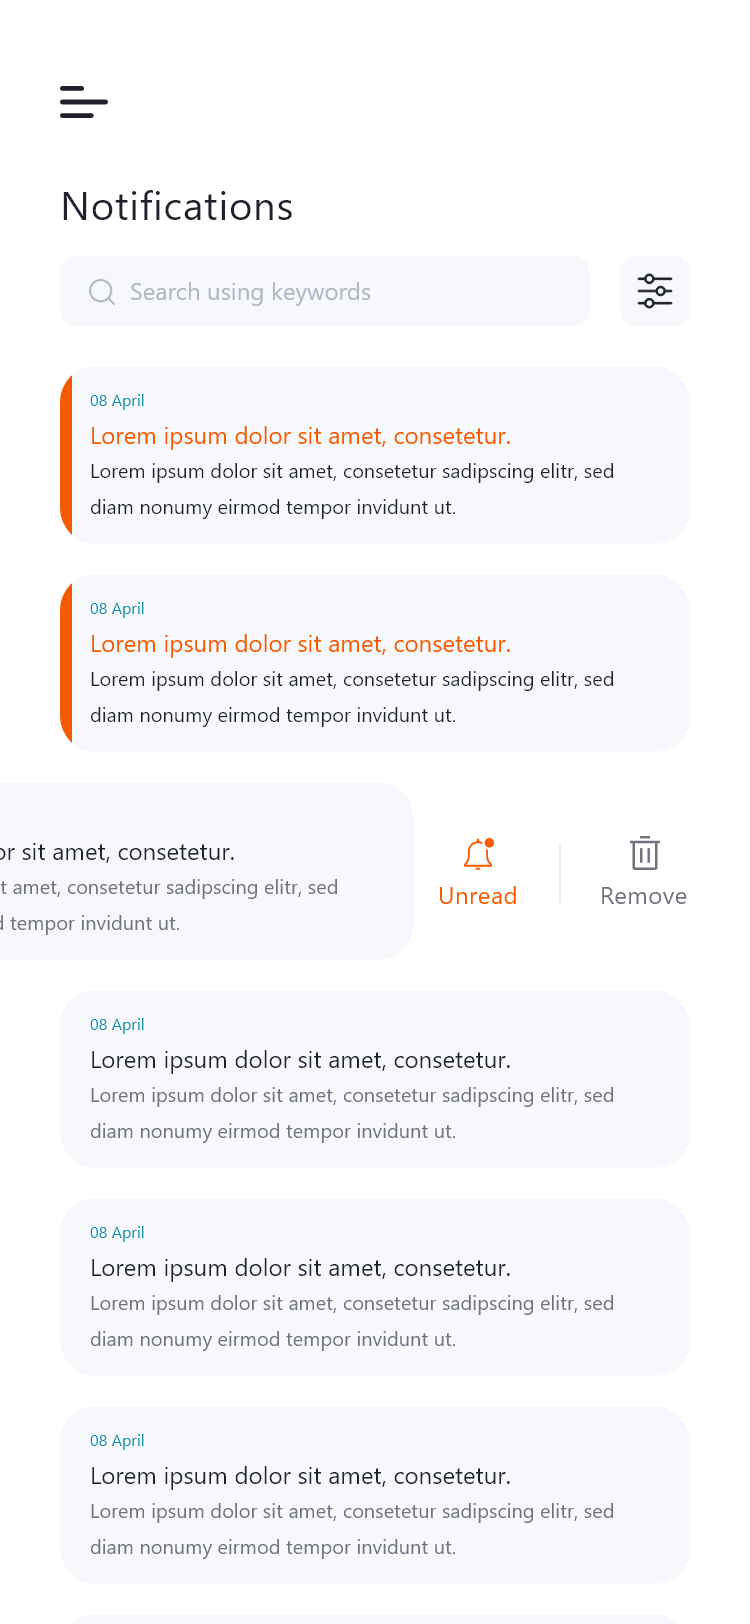 Notifications
Search using keywords
08 April
Lorem ipsum dolor sit amet, consetetur.
Lorem ipsum dolor sit amet, consetetur sadipscing elitr, sed
diam nonumy eirmod tempor invidunt ut.
08 April
Lorem ipsum dolor sit amet, consetetur.
Lorem ipsum dolor sit amet, consetetur sadipscing elitr, sed
diam nonumy eirmod tempor invidunt ut.
sit amet, consetetur.
amet, consetetur sadipscing elitr, sed
tempor invidunt ut.
Unread
Remove
08 April
Lorem ipsum dolor sit amet, consetetur.
Lorem ipsum dolor sit amet, consetetur sadipscing elitr, sed
diam nonumy eirmod tempor invidunt ut.
08 April
Lorem ipsum dolor sit amet, consetetur.
Lorem ipsum dolor sit amet, consetetur sadipscing elitr, sed
diam nonumy eirmod tempor invidunt ut.
08 April
Lorem ipsum dolor sit amet, consetetur.
Lorem ipsum dolor sit amet, consetetur sadipscing elitr, sed
diam nonumy eirmod tempor invidunt ut.